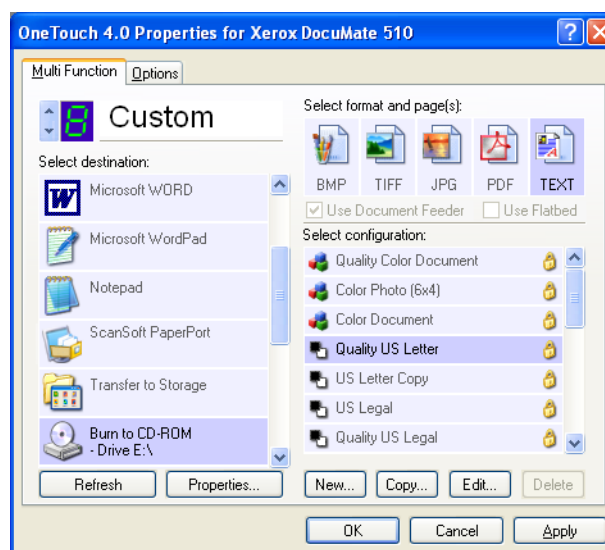 OneTouch 4.0 Properties for Xerox DocuMate 510
Multi Function
Options
8
Custom
Select destination:
Microsoft WORD
Microsoft WordPad
Notepad
ScanSoft PaperPort
Transfer to Storage
Burn to CD-ROM
- Drive E:\
Refresh
Properties...
Select format and page(s):
BMP TIFF JPG PDF TEXT
Use Document Feeder
Use Flatbed
Select configuration:
Quality Color Document
Color Photo (6x4)
Color Document
Quality US Letter
US Letter Copy
US Legal
Quality US Legal
New... Copy... Edit... Delete
OK Cancel Apply